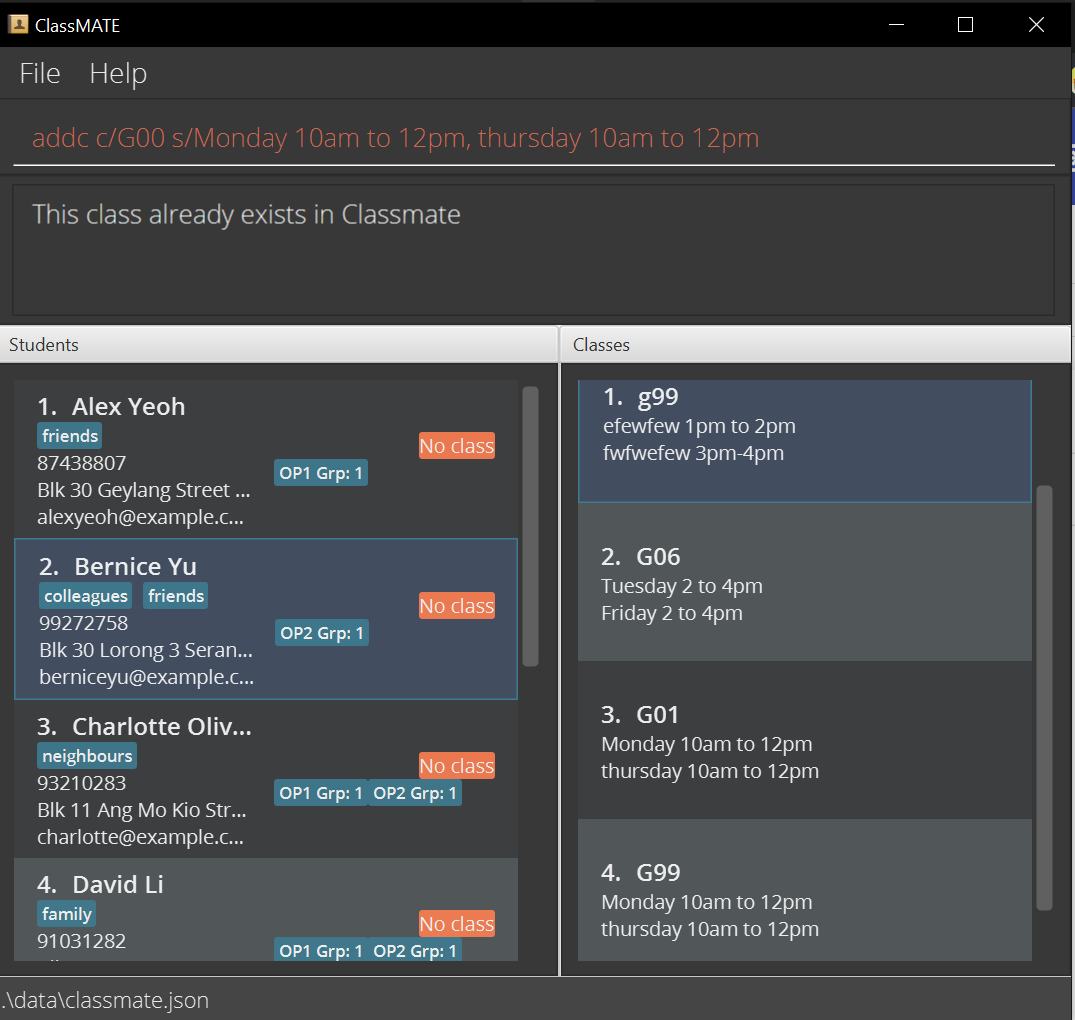 ClassMATE
File Help
addc c/G00 s/Monday 10am to 12pm, thursday 10am to 12pm
This class already exists in Classmate
Students
1. Alex Yeoh
friends
No class
87438807
OP1 Grp: 1
Blk 30 Geylang Street ...
alexyeoh@example.c...
2. Bernice Yu
colleagues friends
No class
99272758
OP2 Grp: 1
Blk 30 Lorong 3 Seran...
berniceyu@example.c...
3. Charlotte Oliv...
neighbours
No class
93210283
OP1 Grp: 1 OP2 Grp: 1
Blk 11 Ang Mo Kio Str...
charlotte@example.c...
4. David Li
family
No class
91031282
OP1 Grp: 1 OP2 Grp: 1
Classes
1. g99
efewfew 1pm to 2pm
fwfwefew 3pm-4pm
2. G06
Tuesday 2 to 4pm
Friday 2 to 4pm
3. G01
Monday 10am to 12pm
thursday 10am to 12pm
4. G99
Monday 10am to 12pm
thursday 10am to 12pm
.\data\classmate.json